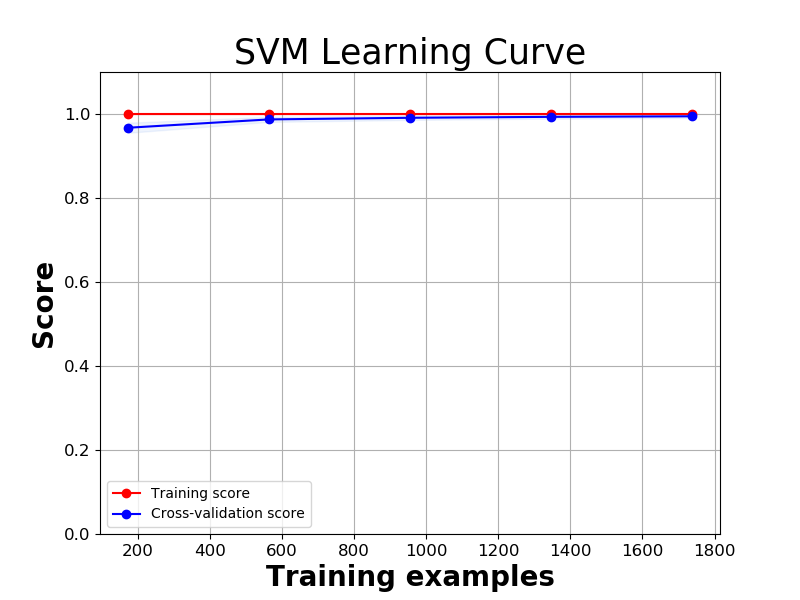 SVM Learning Curve
Score
1.0
0.8
0.6
0.4
0.2
0.0
Training score
Cross-validation score
200 400 600 800 1000 1200 1400 1600 1800
Training examples